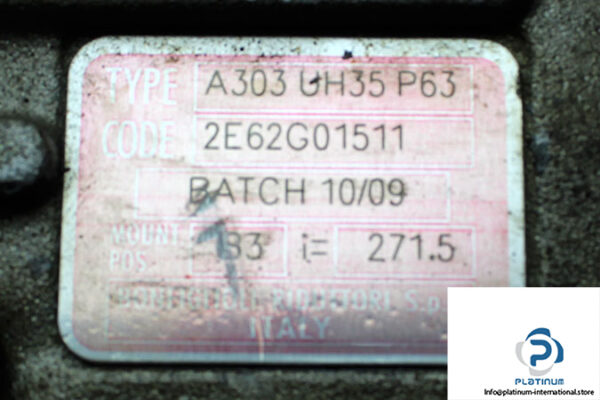 TYPE A303 UH35 P63
CODE 2E62G01511
BATCH 10/09
MOUNT POS. B3 i= 271.5
RIDUTTORI S.p.
ITALY
PLATINUM
info@platinum-international.store